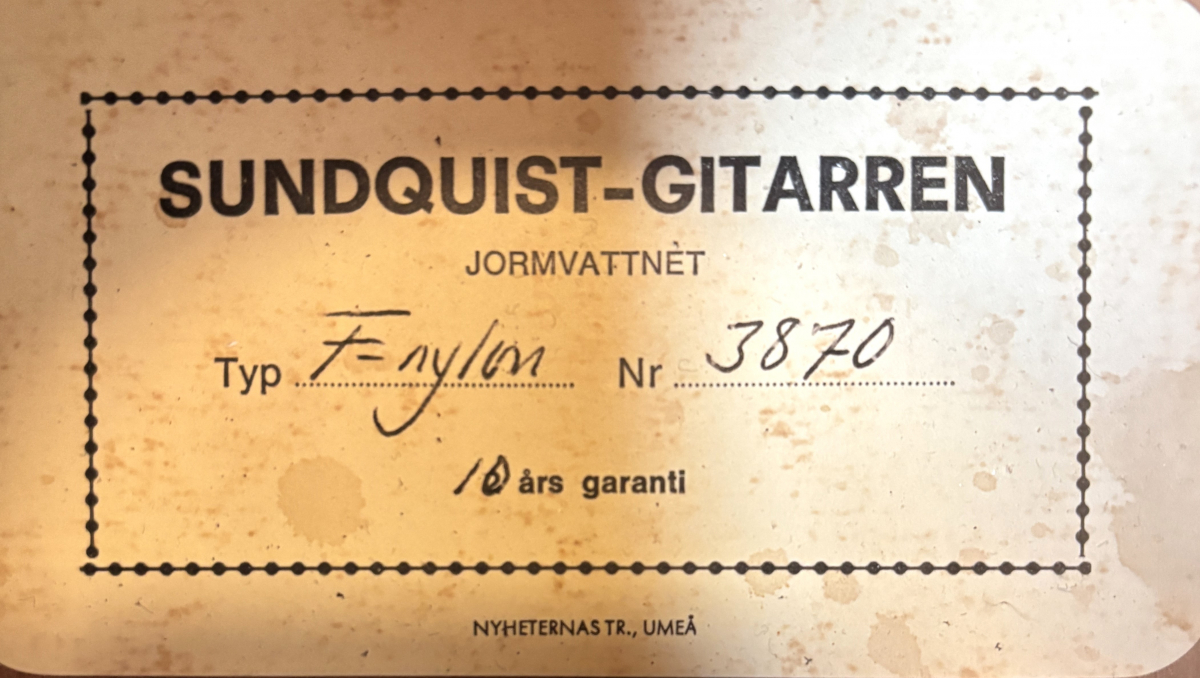 SUNDQUIST-GITARREN
JORMVATTNET
Typ F=nylon Nr 3870
10 års garanti
NYHETERNAS TR., UMEÅ